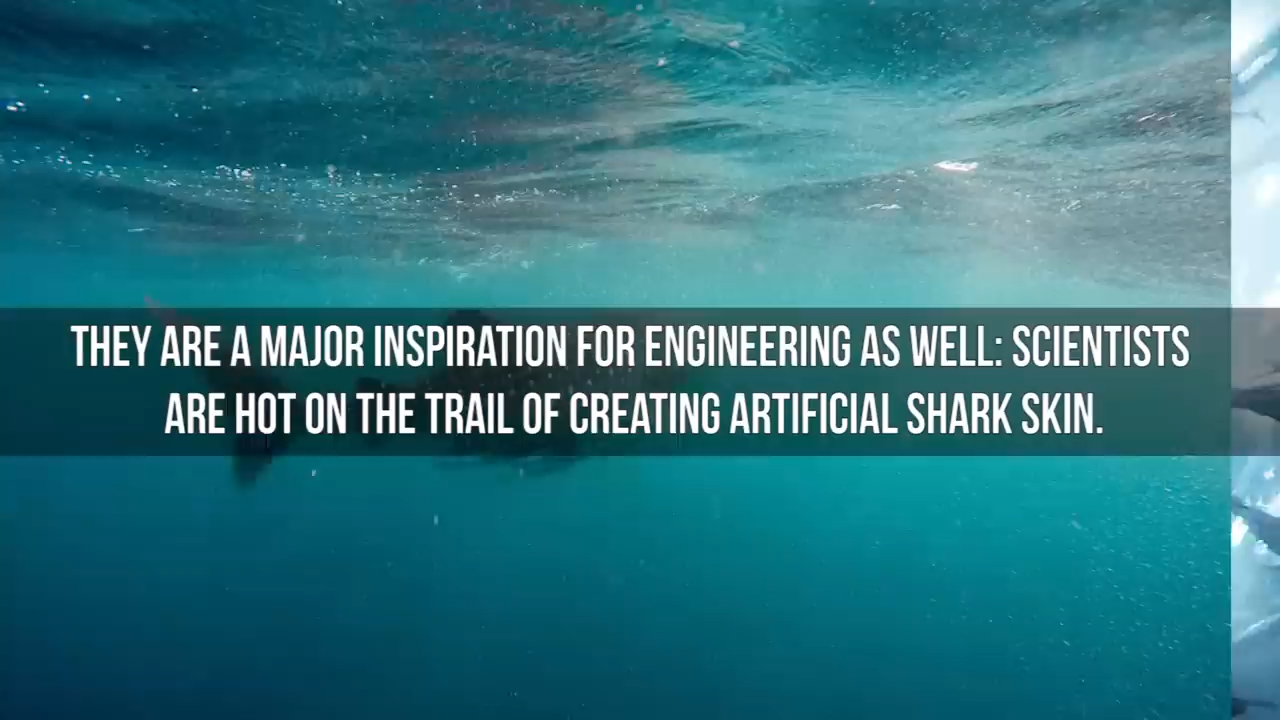 THEY ARE A MAJOR INSPIRATION FOR ENGINEERING AS WELL: SCIENTISTS
ARE HOT ON THE TRAIL OF CREATING ARTIFICIAL SHARK SKIN.